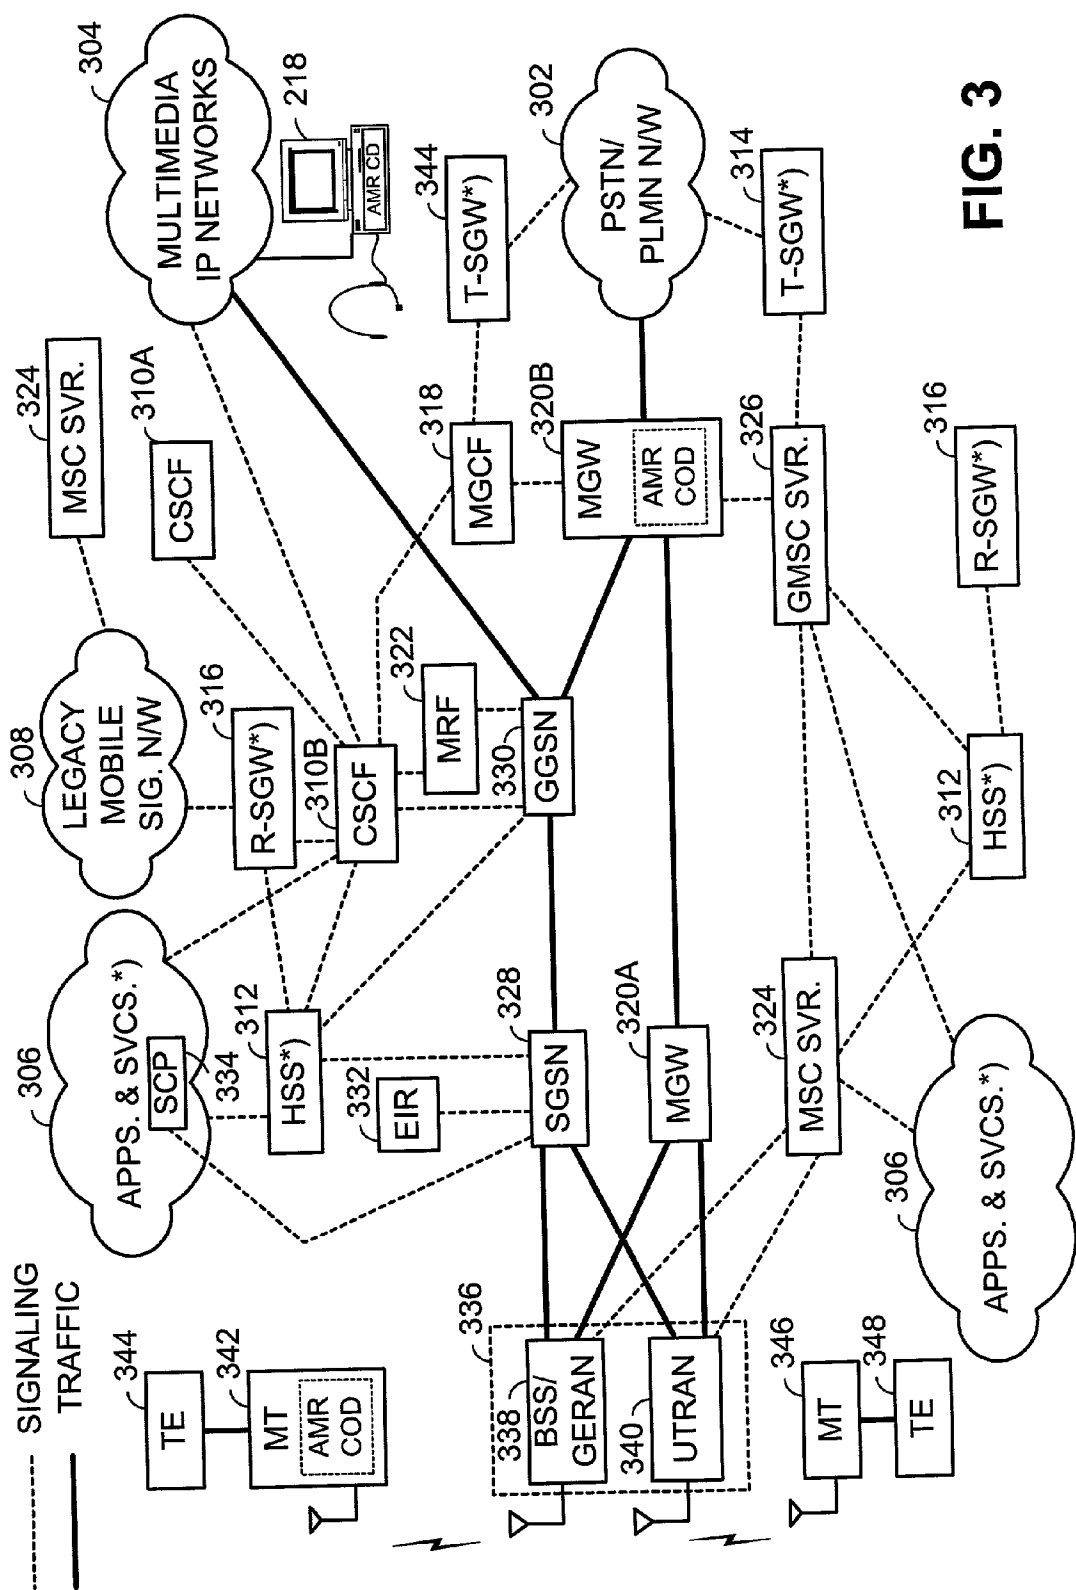 SIGNALING
TRAFFIC
344
TE
342
MT
AMR
COD
306
APPS. & SVCS.*)
SCP
334
308
LEGACY
MOBILE
SIG. N/W
324
MSC SVR.
310A
CSCF
304
MULTIMEDIA
IP NETWORKS
218
AMR CD
316
R-SGW*)
310B
CSCF
312
HSS*)
332
EIR
322
MRF
318
MGCF
344
T-SGW*)
336
338
BSS/
GERAN
340
UTRAN
328
SGSN
330
GGSN
320A
MGW
320B
MGW
AMR
COD
302
PSTN/
PLMN N/W
346
MT
348
TE
324
MSC SVR.
326
GMSC SVR.
314
T-SGW*)
306
APPS. & SVCS.*)
312
HSS*)
316
R-SGW*)
FIG. 3